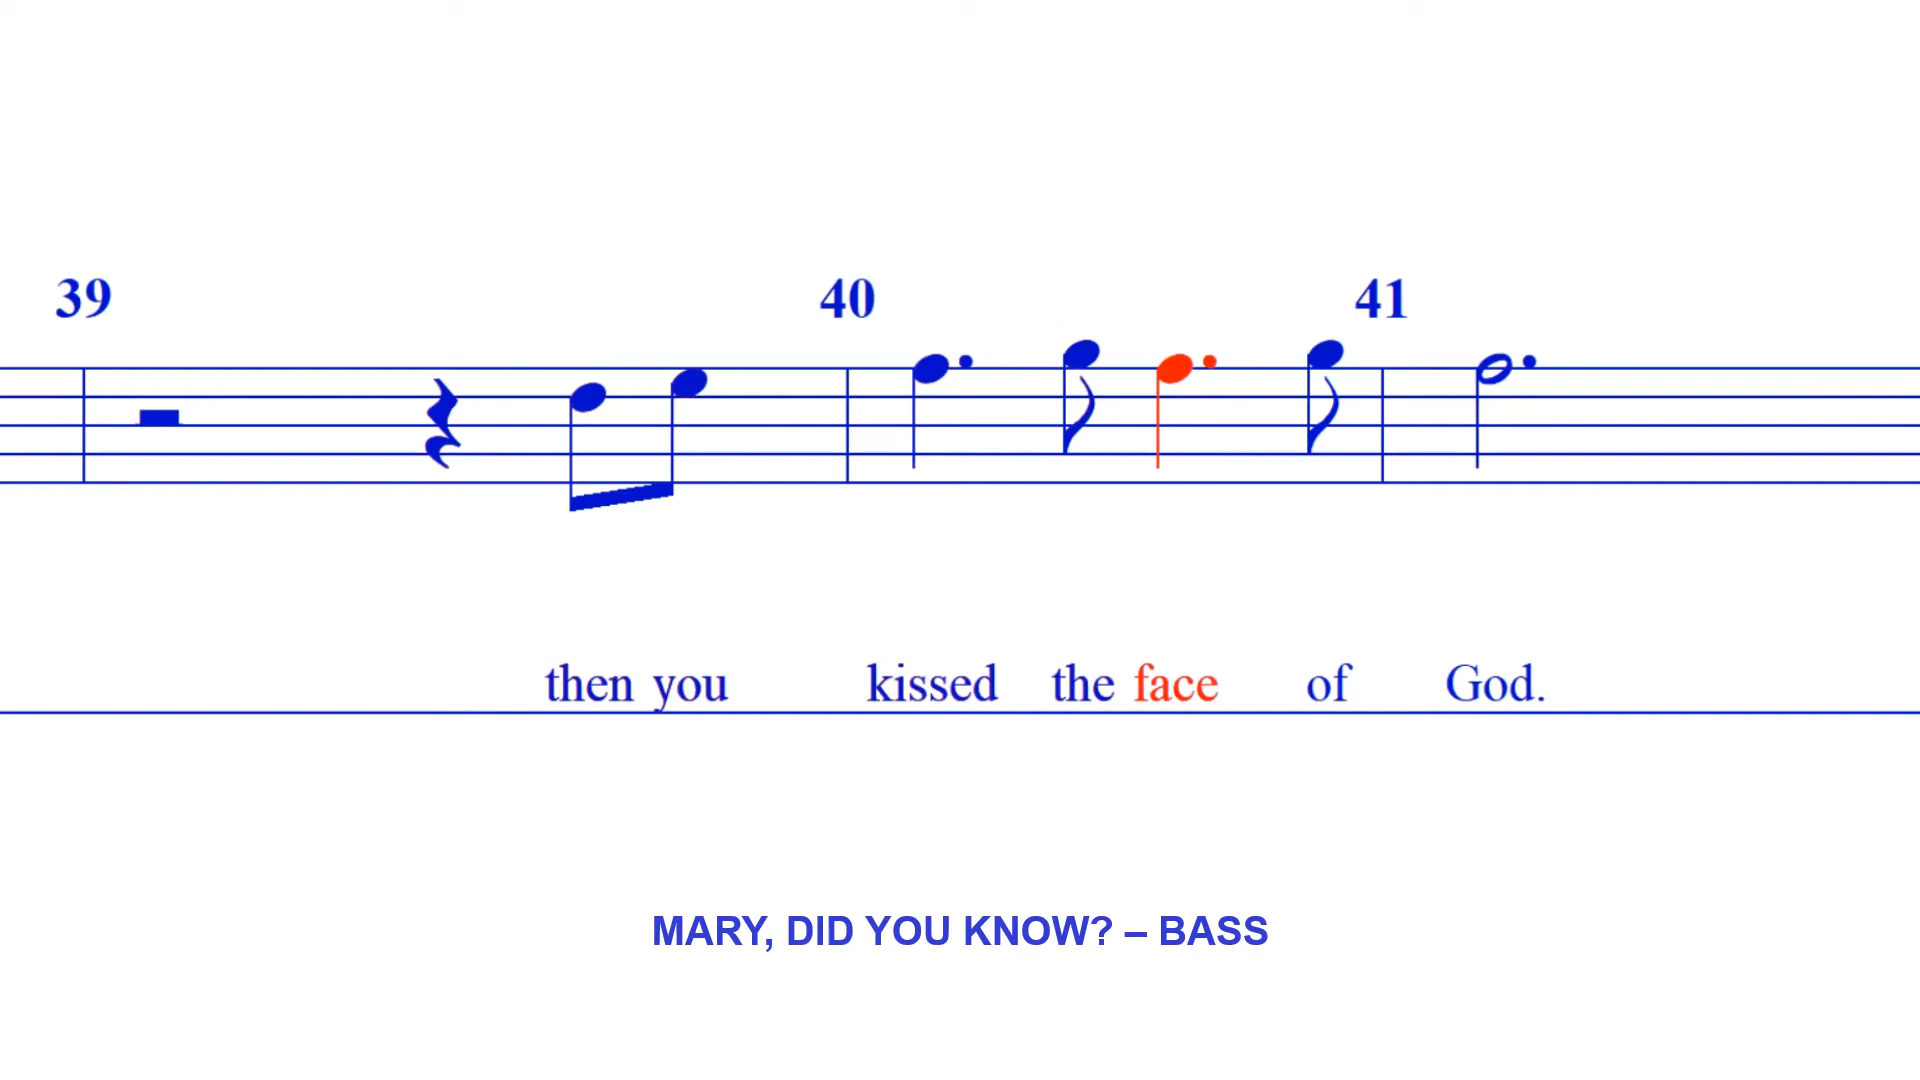 39 40 41
then you kissed the face of God.
MARY, DID YOU KNOW? – BASS